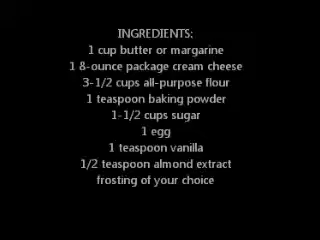 INGREDIENTS:
1 cup butter or margarine
1 8-ounce package cream cheese
3-1/2 cups all-purpose flour
1 teaspoon baking powder
1-1/2 cups sugar
1 egg
1 teaspoon vanilla
1/2 teaspoon almond extract
frosting of your choice